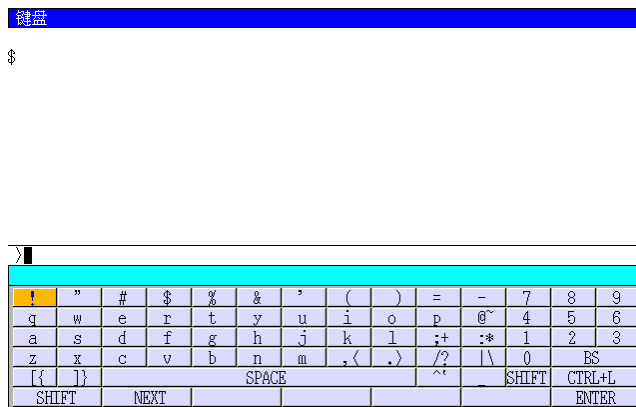 键盘
$
>
! " # $ % & ' ( ) = - 7 8 9
q w e r t y u i o p @~ 4 5 6
a s d f g h j k l ;+ :* 1 2 3
z x c v b n m ,< .> /? |\ 0 BS
[{ ]} SPACE ^' _ SHIFT CTRL+L
SHIFT NEXT ENTER